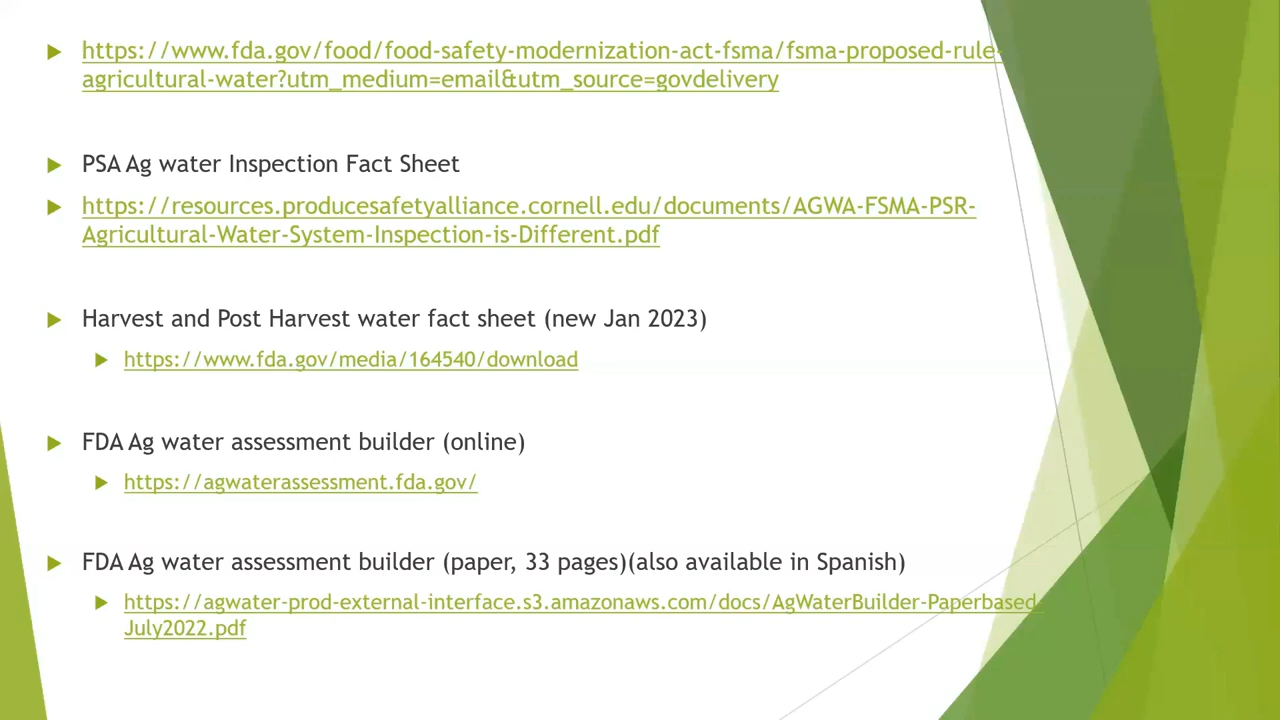 https://www.fda.gov/food/food-safety-modernization-act-fsma/fsma-proposed-rule-
agricultural-water?utm_medium=email&utm_source=govdelivery
PSA Ag water Inspection Fact Sheet
https://resources.producesafetyalliance.cornell.edu/documents/AGWA-FSMA-PSR-
Agricultural-Water-System-Inspection-is-Different.pdf
Harvest and Post Harvest water fact sheet (new Jan 2023)
https://www.fda.gov/media/164540/download
FDA Ag water assessment builder (online)
https://agwaterassessment.fda.gov/
FDA Ag water assessment builder (paper, 33 pages)(also available in Spanish)
https://agwater-prod-external-interface.s3.amazonaws.com/docs/AgWaterBuilder-Paperbased-
July2022.pdf